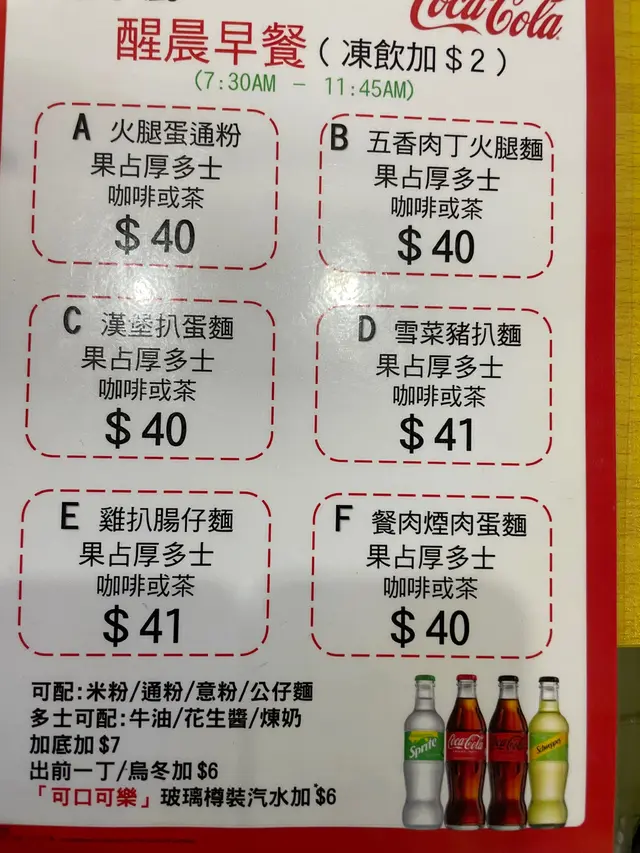 Coca-Cola
醒晨早餐(凍飲加$2)
(7:30AM - 11:45AM)
A 火腿蛋通粉
果占厚多士
咖啡或茶
$40
B 五香肉丁火腿麵
果占厚多士
咖啡或茶
$40
C 漢堡扒蛋麵
果占厚多士
咖啡或茶
$40
D 雪菜豬扒麵
果占厚多士
咖啡或茶
$41
E 雞扒腸仔麵
果占厚多士
咖啡或茶
$41
F 餐肉煙肉蛋麵
果占厚多士
咖啡或茶
$40
可配:米粉/通粉/意粉/公仔麵
多士可配:牛油/花生醬/煉奶
加底加$7
出前一丁/烏冬加$6
「可口可樂」玻璃樽裝汽水加$6
Sprite
Coca-Cola
Coca-Cola
Schweppes